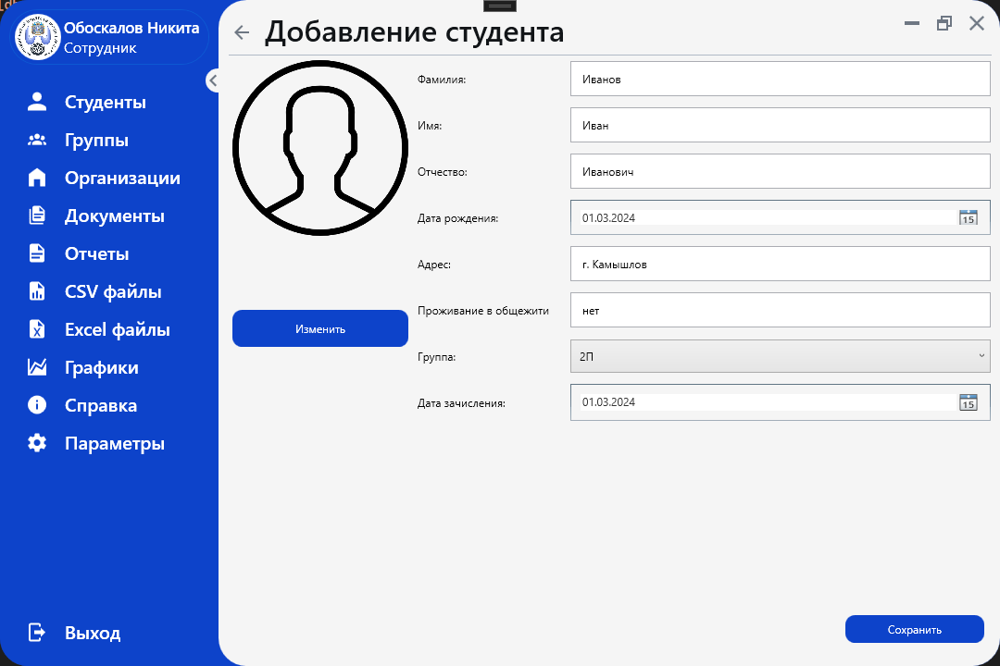 Обоскалов Никита
Сотрудник
Студенты
Группы
Организации
Документы
Отчеты
CSV файлы
Excel файлы
Графики
Справка
Параметры
Выход
Добавление студента
Изменить
Фамилия: Иванов
Имя: Иван
Отчество: Иванович
Дата рождения: 01.03.2024 15
Адрес: г. Камышлов
Проживание в общежити нет
Группа: 2П
Дата зачисления: 01.03.2024 15
Сохранить